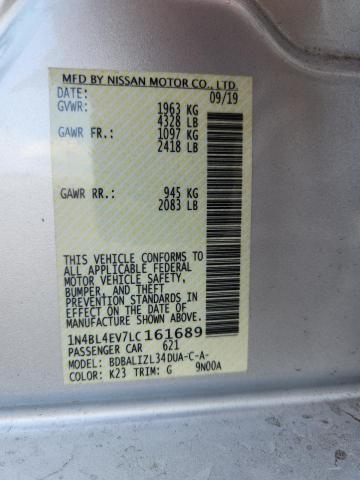 MFD BY NISSAN MOTOR CO., LTD.
DATE: 09/19
GVWR: 1963 KG
4328 LB
GAWR FR.: 1097 KG
2418 LB
GAWR RR.: 945 KG
2083 LB
THIS VEHICLE CONFORMS TO
ALL APPLICABLE FEDERAL
MOTOR VEHICLE SAFETY,
BUMPER, AND THEFT
PREVENTION STANDARDS
IN EFFECT ON THE DATE OF
MANUFACTURE SHOWN ABOVE.
1N4BL4EV7LC161689
PASSENGER CAR 621
MODEL: BDBALIZL34DUA-C-A-
COLOR: K23 TRIM: G 9N00A